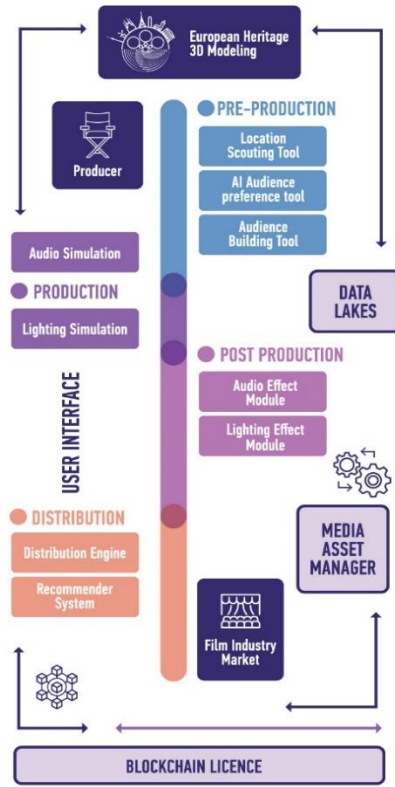 European Heritage
3D Modeling
Producer
PRE-PRODUCTION
Location
Scouting Tool
AI Audience
preference tool
Audience
Building Tool
Audio Simulation
PRODUCTION
Lighting Simulation
DATA
LAKES
POST PRODUCTION
Audio Effect
Module
Lighting Effect
Module
USER INTERFACE
DISTRIBUTION
Distribution Engine
Recommender
System
MEDIA
ASSET
MANAGER
Film Industry
Market
BLOCKCHAIN LICENCE